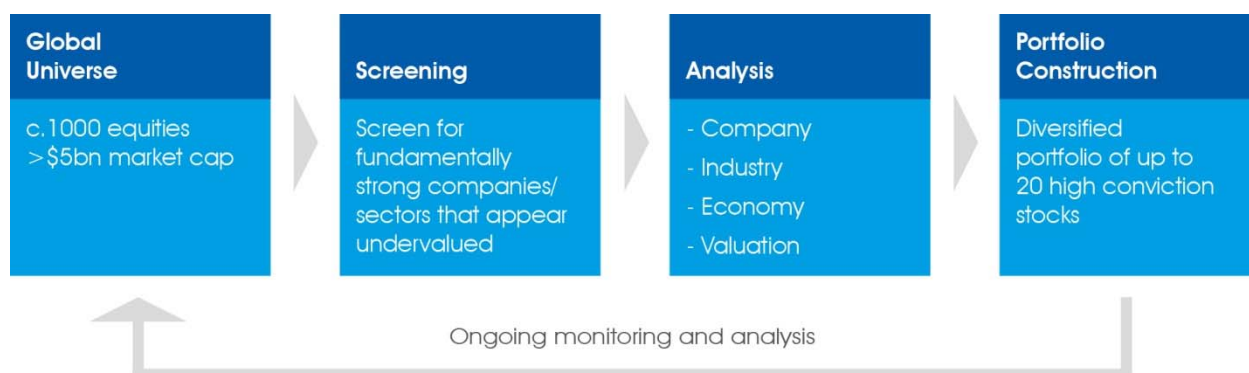 Global
Universe
c.1000 equities
>$5bn market cap
Screening
Screen for
fundamentally
strong companies/
sectors that appear
undervalued
Analysis
- Company
- Industry
- Economy
- Valuation
Portfolio
Construction
Diversified
portfolio of up to
20 high conviction
stocks
Ongoing monitoring and analysis